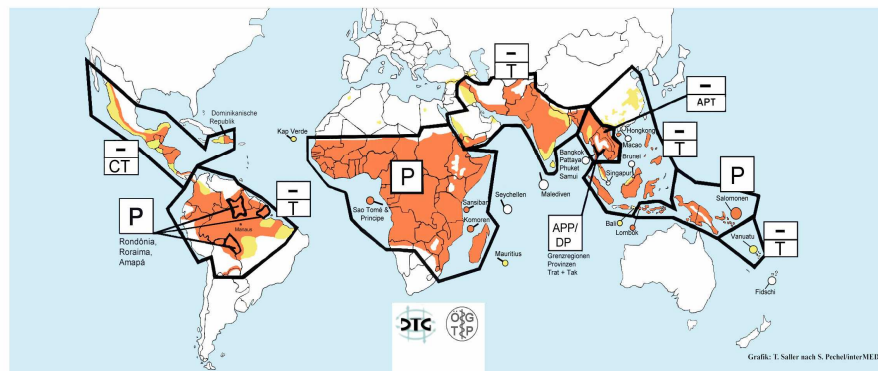 –
T
–
APT
Dominikanische
Republik
Kap Verde
–
CT
Hongkong
Macao
Bangkok
Pattaya
Phuket
Samui
Brunei
–
T
Singapur
P
P
–
T
P
Sao Tomé &
Principe
Sansibar
Komoren
Seychellen
Malediven
Salomonen
Manaus
Rondônia,
Roraima,
Amapá
APP/
DP
Bali
Lombok
Vanuatu
–
T
Grenzregionen
Provinzen
Trat + Tak
Mauritius
Fidschi
DTG
ÖG
TP
Grafik: T. Saller nach S. Pechel/interMED